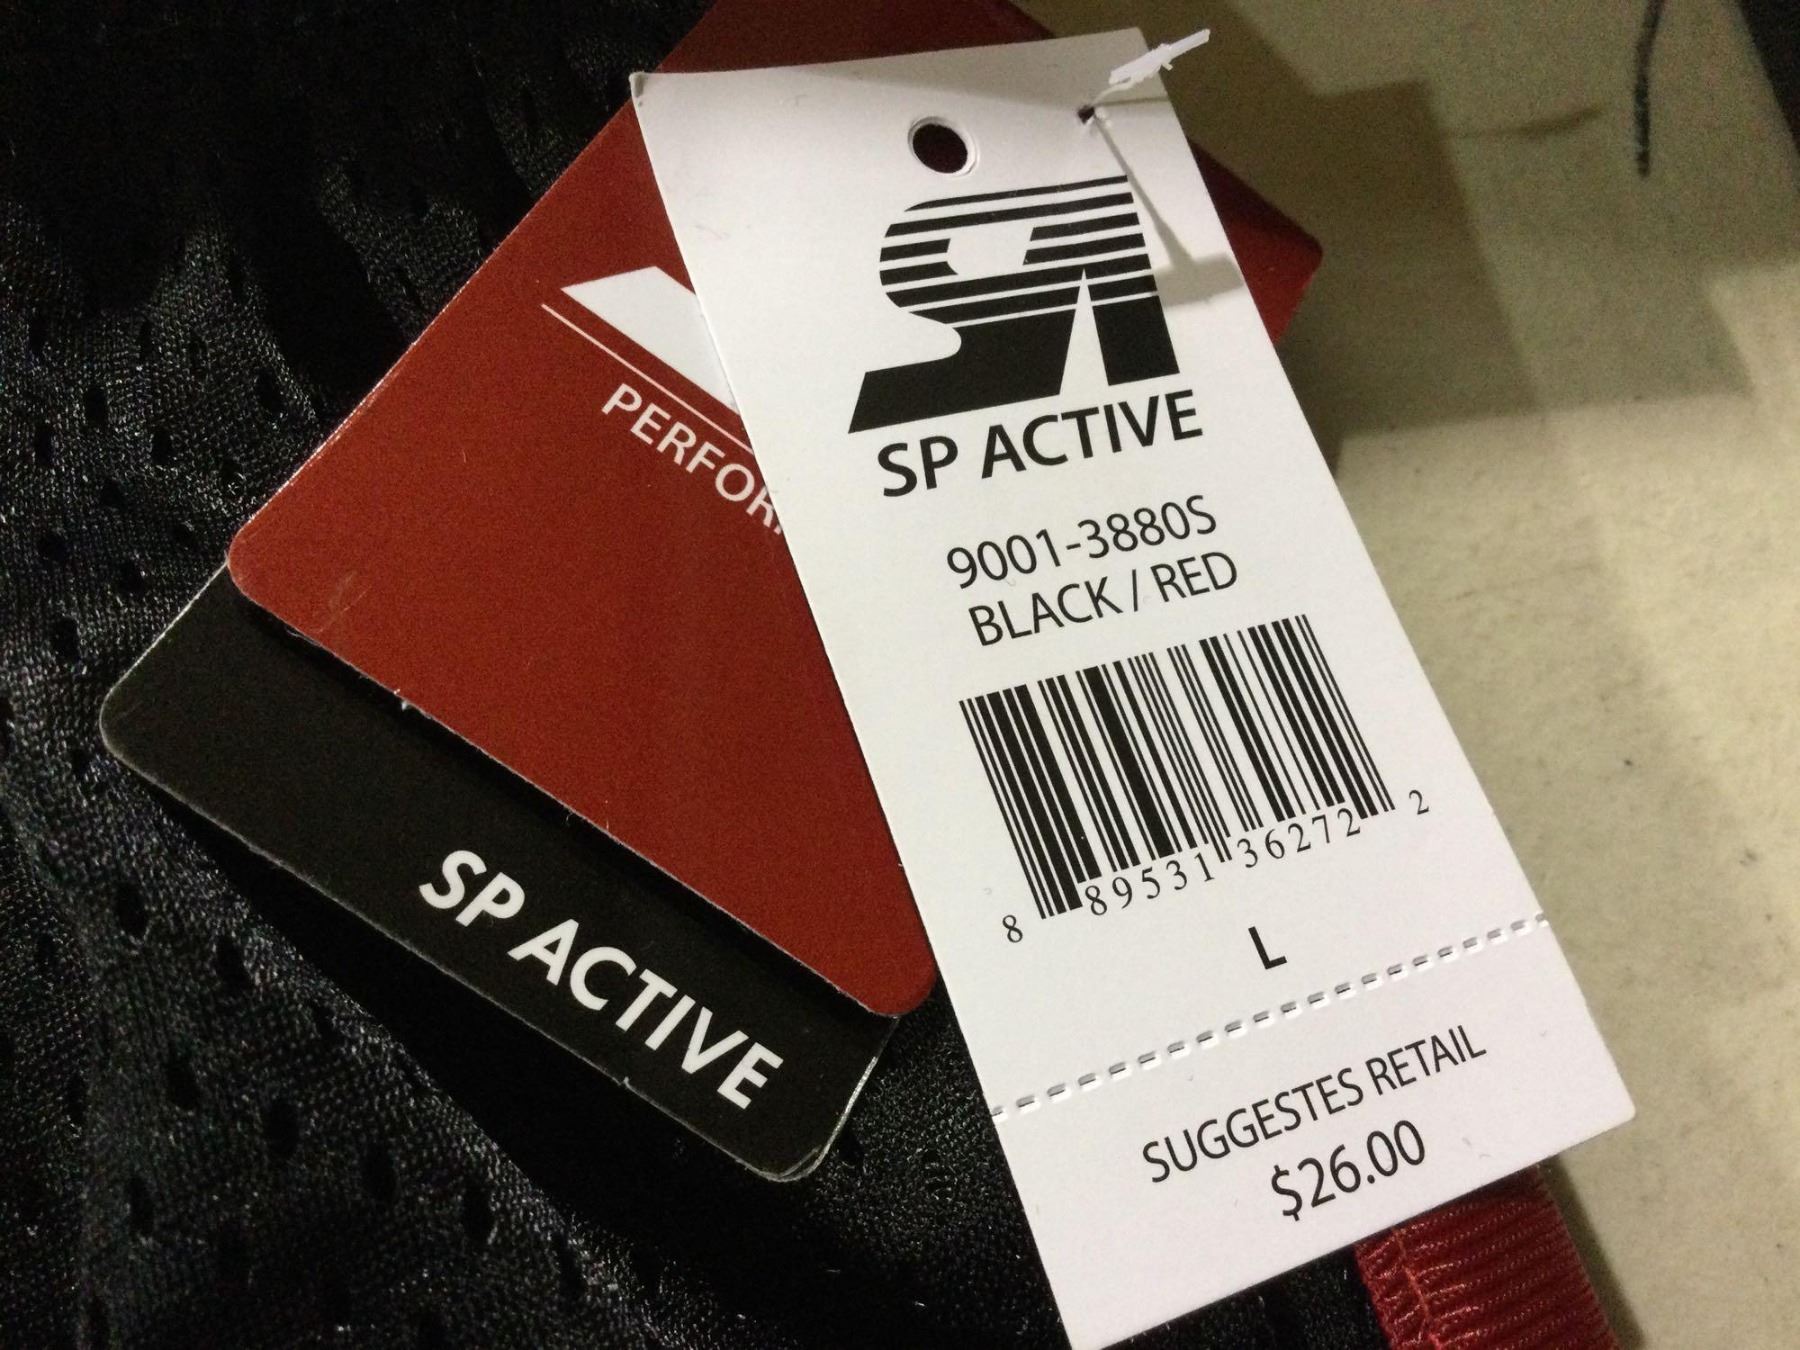 SP ACTIVE
9001-3880S
BLACK / RED
8 89531 36272 2
L
SUGGESTES RETAIL
$26.00
PERFOR
SP ACTIVE